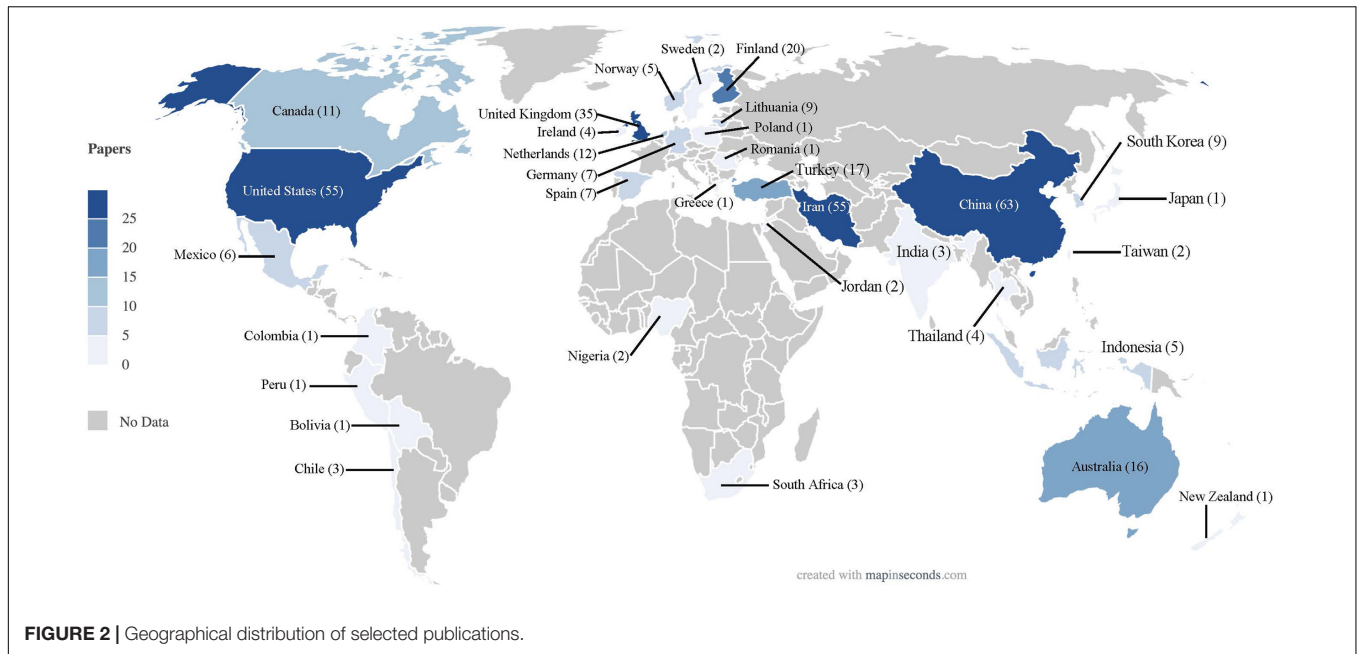 Sweden (2)
Finland (20)
Norway (5)
Canada (11)
United Kingdom (35)
Lithuania (9)
Ireland (4)
Poland (1)
South Korea (9)
Papers
Netherlands (12)
Romania (1)
Germany (7)
Turkey (17)
United States (55)
Spain (7)
Greece (1)
Iran (55)
China (63)
Japan (1)
25
20
15
10
5
0
Mexico (6)
India (3)
Taiwan (2)
Jordan (2)
Colombia (1)
Thailand (4)
Nigeria (2)
Indonesia (5)
Peru (1)
No Data
Bolivia (1)
Chile (3)
Australia (16)
South Africa (3)
New Zealand (1)
created with mapinseconds.com
FIGURE 2 | Geographical distribution of selected publications.